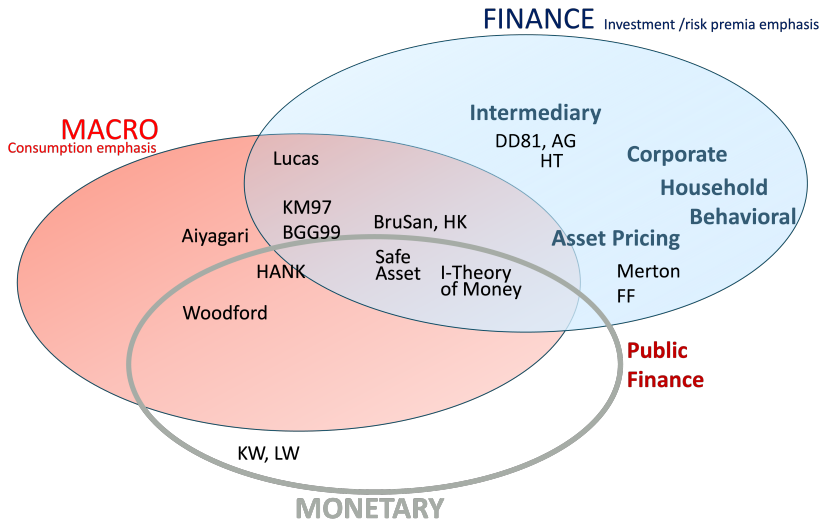 FINANCE Investment /risk premia emphasis
Intermediary
DD81, AG
HT
MACRO
Consumption emphasis
Lucas
Corporate
Household
Behavioral
KM97
BGG99
BruSan, HK
Aiyagari
Asset Pricing
Safe
Asset
HANK
I-Theory
of Money
Merton
FF
Woodford
Public
Finance
KW, LW
MONETARY